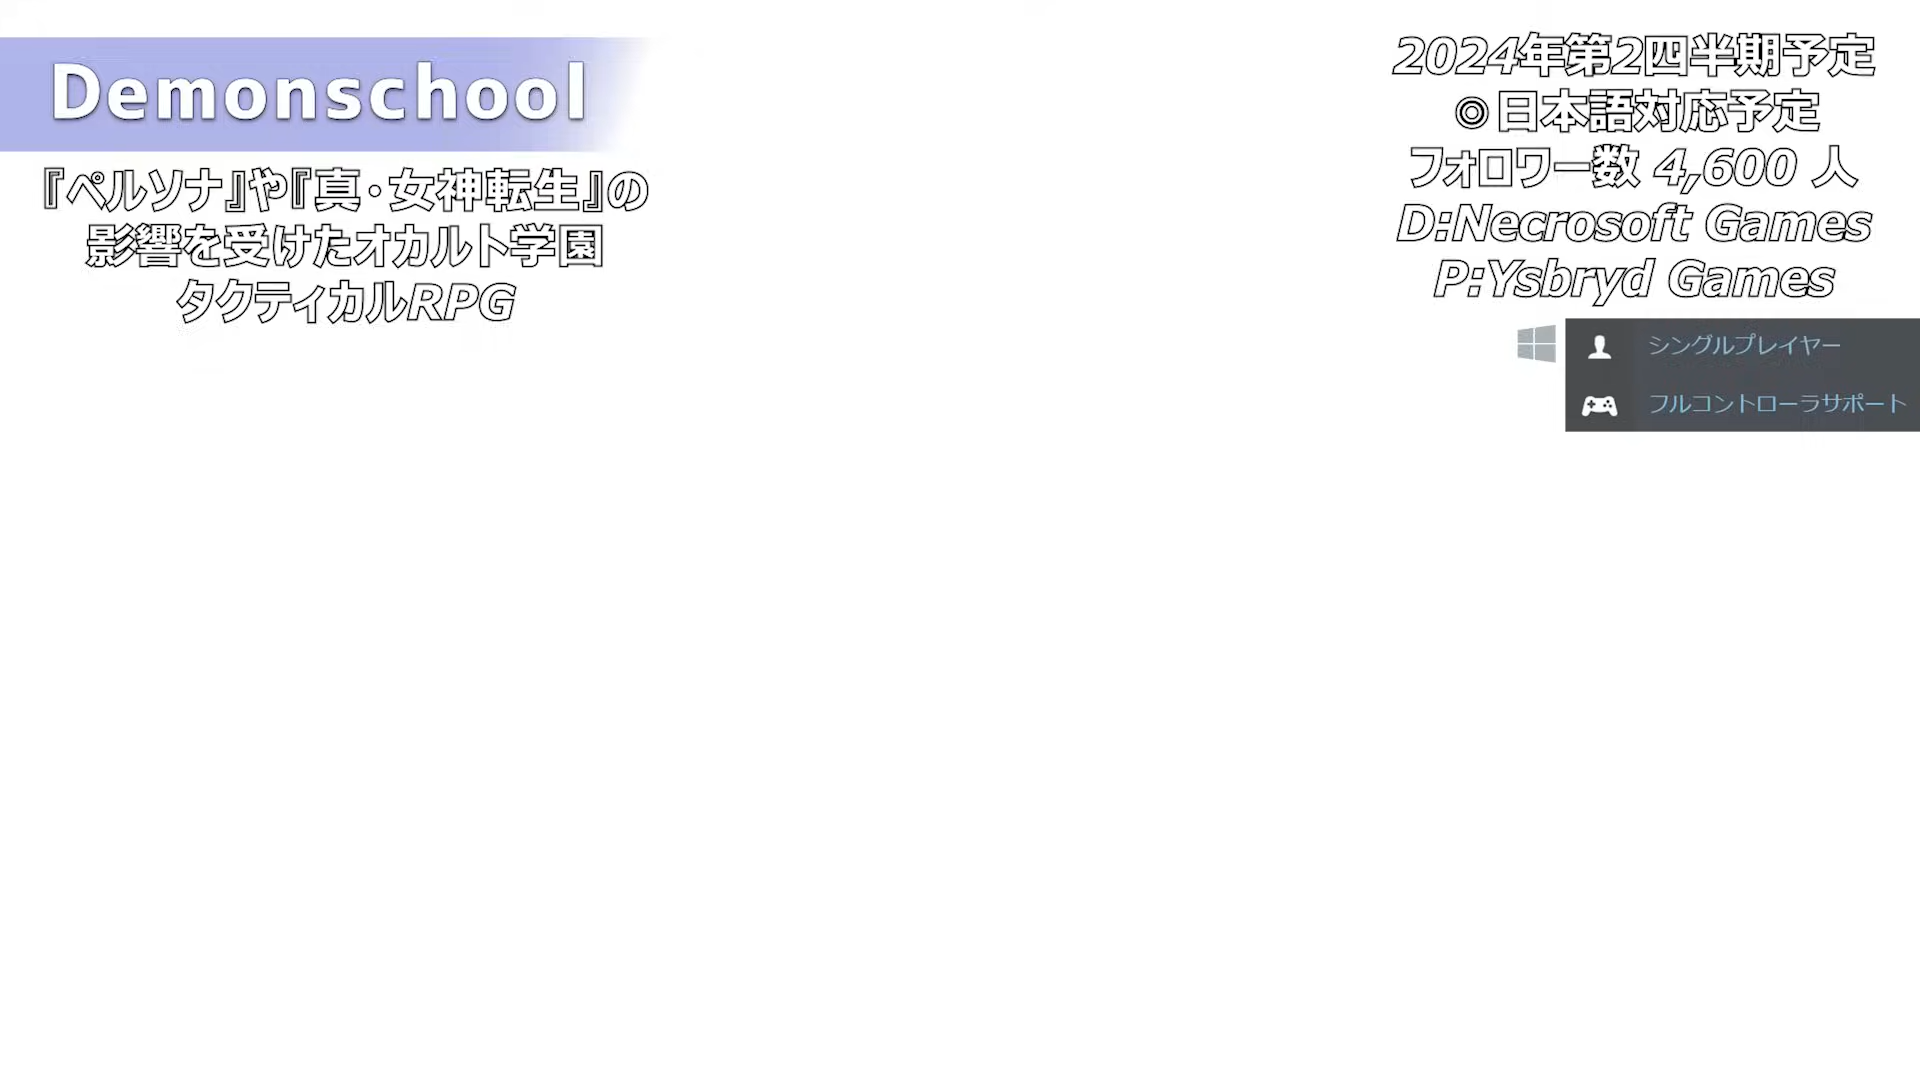 Demonschool
『ペルソナ』や『真・女神転生』の
影響を受けたオカルト学園
タクティカルRPG
2024年第2四半期予定
◎日本語対応予定
フォロワー数 4,600 人
D:Necrosoft Games
P:Ysbryd Games
シングルプレイヤー
フルコントローラサポート